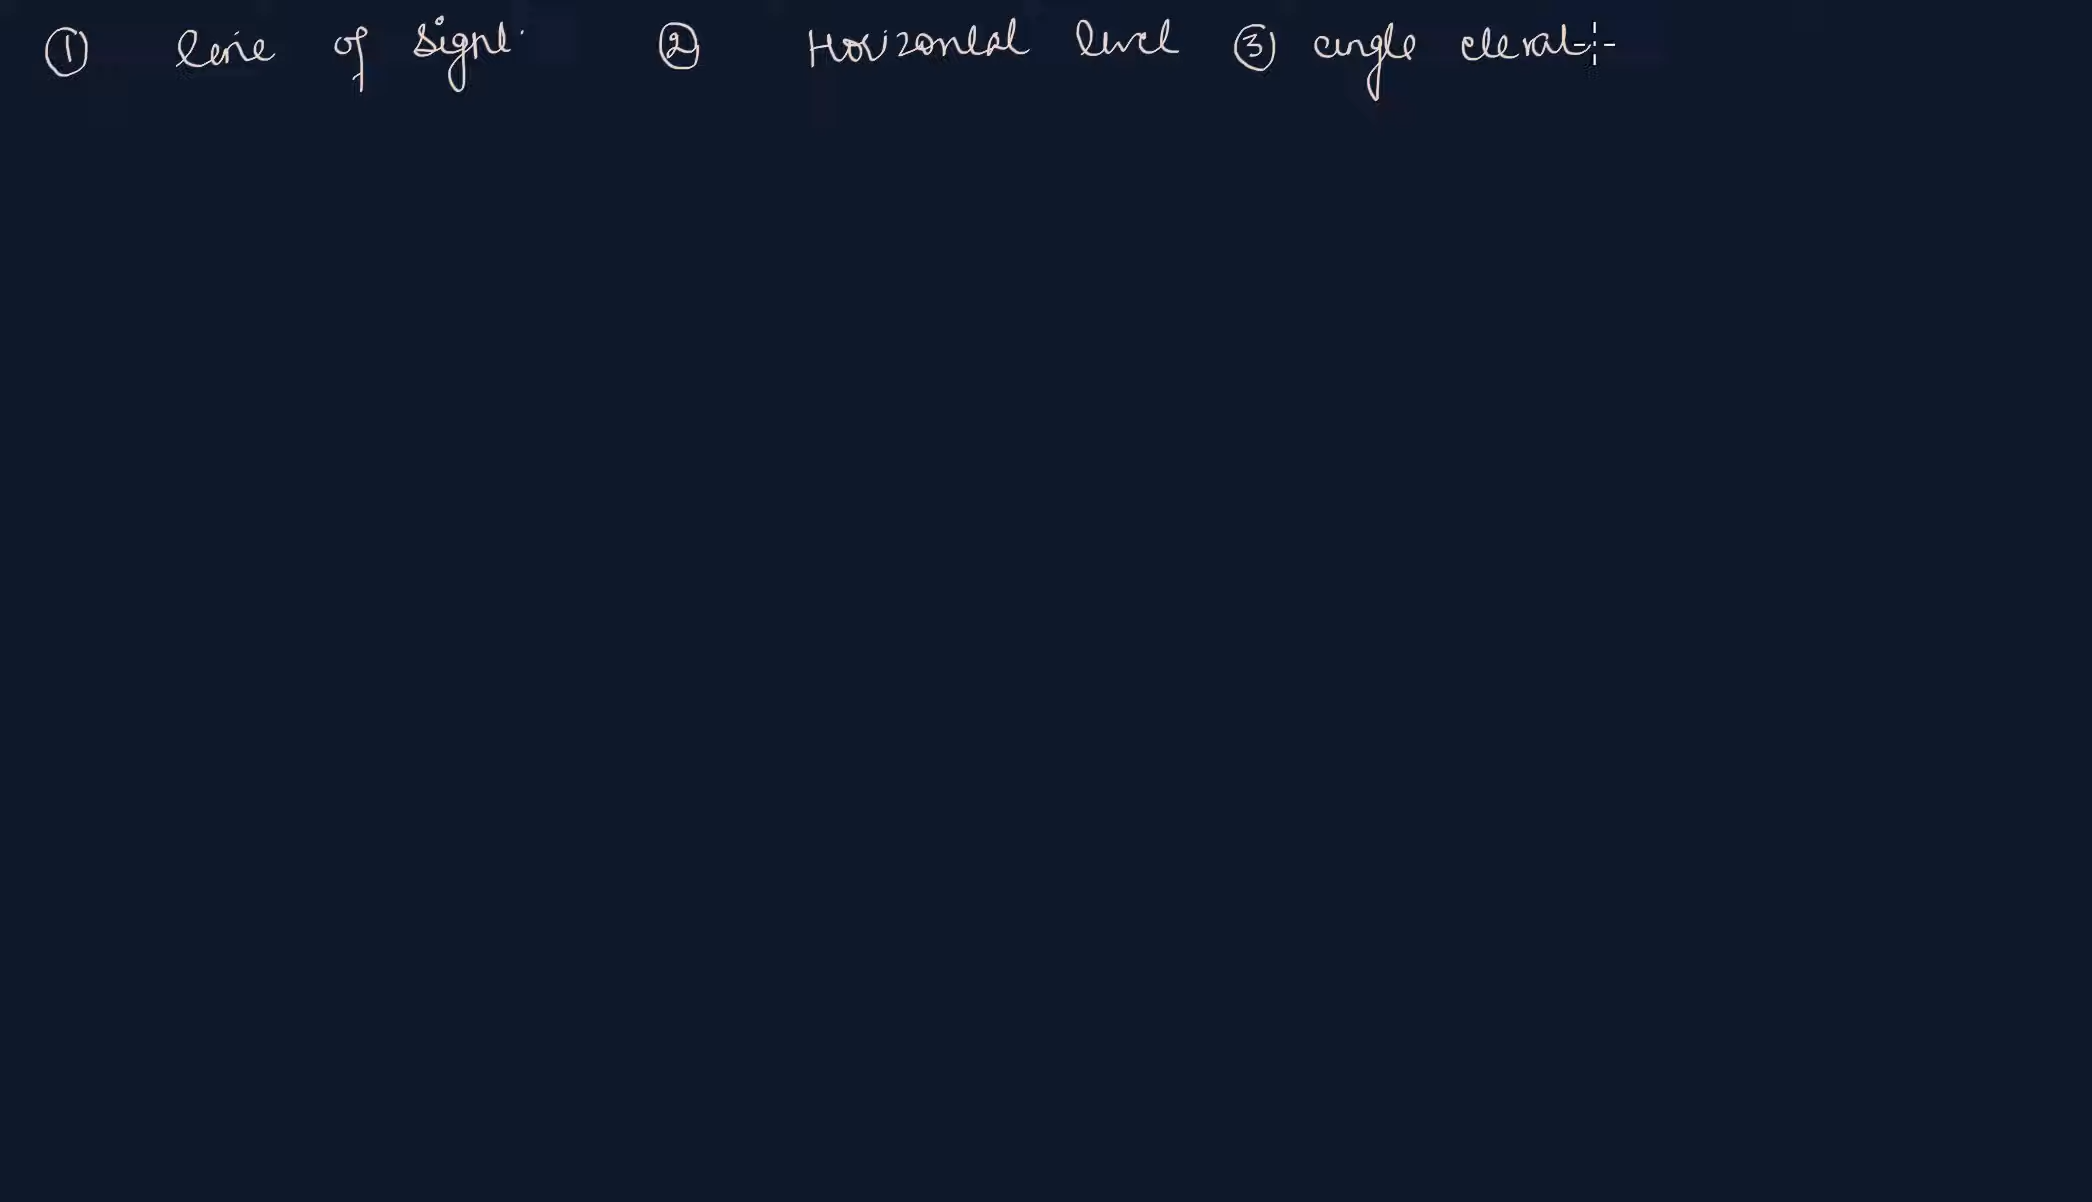 ① line of sight. ② Horizontal level ③ angle elevat